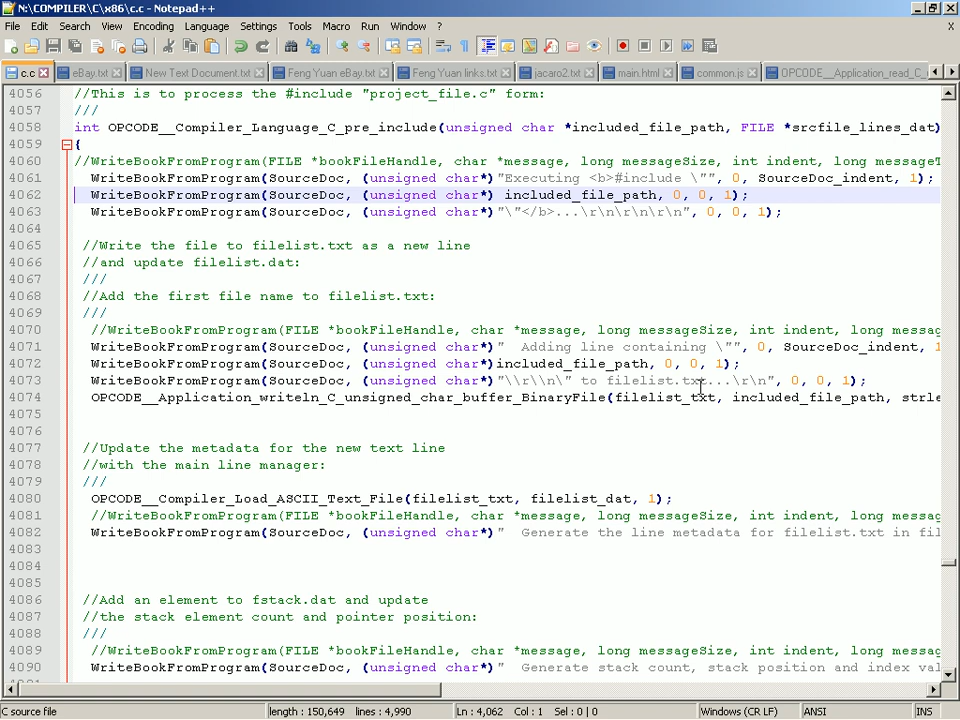 N:\COMPILER\C\x86\c.c - Notepad++
File Edit Search View Encoding Language Settings Tools Macro Run Window ? X
c.c eBay.txt New Text Document.txt Feng Yuan eBay.txt Feng Yuan links.txt jacaro2.txt main.html common.js OPCODE__Application_read_C_
4056 //This is to process the #include "project_file.c" form:
4057 ///
4058 int OPCODE__Compiler_Language_C_pre_include(unsigned char *included_file_path, FILE *srcfile_lines_dat)
4059 {
4060 //WriteBookFromProgram(FILE *bookFileHandle, char *message, long messageSize, int indent, long message
4061 WriteBookFromProgram(SourceDoc, (unsigned char*)"Executing <b>#include \"", 0, SourceDoc_indent, 1);
4062 WriteBookFromProgram(SourceDoc, (unsigned char*) included_file_path, 0, 0, 1);
4063 WriteBookFromProgram(SourceDoc, (unsigned char*)"\"</b>...\r\n\r\n\r\n", 0, 0, 1);
4064
4065 //Write the file to filelist.txt as a new line
4066 //and update filelist.dat:
4067 ///
4068 //Add the first file name to filelist.txt:
4069 ///
4070 //WriteBookFromProgram(FILE *bookFileHandle, char *message, long messageSize, int indent, long messag
4071 WriteBookFromProgram(SourceDoc, (unsigned char*)"  Adding line containing \"", 0, SourceDoc_indent, 1
4072 WriteBookFromProgram(SourceDoc, (unsigned char*)included_file_path, 0, 0, 1);
4073 WriteBookFromProgram(SourceDoc, (unsigned char*)"\\r\\n\" to filelist.txt...\r\n", 0, 0, 1);
4074 OPCODE__Application_writeln_C_unsigned_char_buffer_BinaryFile(filelist_txt, included_file_path, strle
4075
4076
4077 //Update the metadata for the new text line
4078 //with the main line manager:
4079 ///
4080 OPCODE__Compiler_Load_ASCII_Text_File(filelist_txt, filelist_dat, 1);
4081 //WriteBookFromProgram(FILE *bookFileHandle, char *message, long messageSize, int indent, long messag
4082 WriteBookFromProgram(SourceDoc, (unsigned char*)"  Generate the line metadata for filelist.txt in fil
4083
4084
4085
4086 //Add an element to fstack.dat and update
4087 //the stack element count and pointer position:
4088 ///
4089 //WriteBookFromProgram(FILE *bookFileHandle, char *message, long messageSize, int indent, long messag
4090 WriteBookFromProgram(SourceDoc, (unsigned char*)"  Generate stack count, stack position and index val
C source file length : 150,649 lines : 4,990 Ln : 4,062 Col : 1 Sel : 0 | 0 Windows (CR LF) ANSI INS